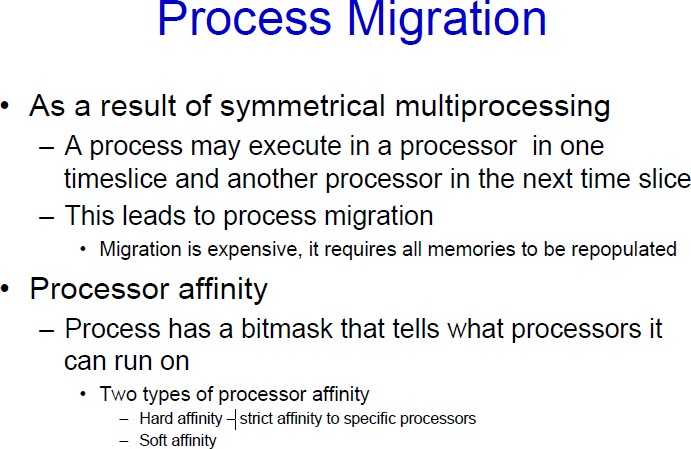 Process Migration
• As a result of symmetrical multiprocessing
– A process may execute in a processor in one
timeslice and another processor in the next time slice
– This leads to process migration
• Migration is expensive, it requires all memories to be repopulated
• Processor affinity
– Process has a bitmask that tells what processors it
can run on
• Two types of processor affinity
– Hard affinity – strict affinity to specific processors
– Soft affinity